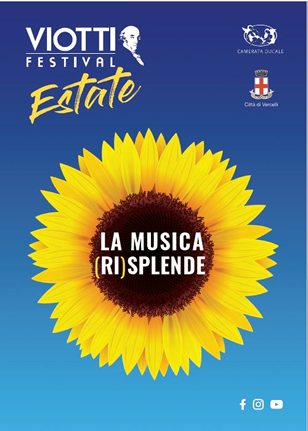 VIOTTI
FESTIVAL
Estate
CAMERATA DUCALE
Città di Vercelli
LA MUSICA
(RI)SPLENDE